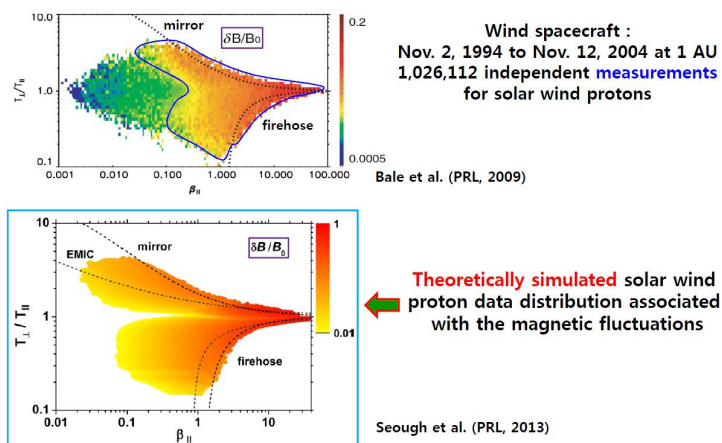 mirror
δB/B₀
0.2
10.0
1.0
0.1
T⊥/T||
firehose
0.0005
0.001
0.010
0.100
1.000
10.000
100.000
β||
Wind spacecraft :
Nov. 2, 1994 to Nov. 12, 2004 at 1 AU
1,026,112 independent measurements
for solar wind protons
Bale et al. (PRL, 2009)
10
EMIC
mirror
δB/B₀
1
1
T⊥ / T||
0.01
firehose
0.1
0.01
0.1
1
10
β||
Theoretically simulated solar wind
proton data distribution associated
with the magnetic fluctuations
Seough et al. (PRL, 2013)